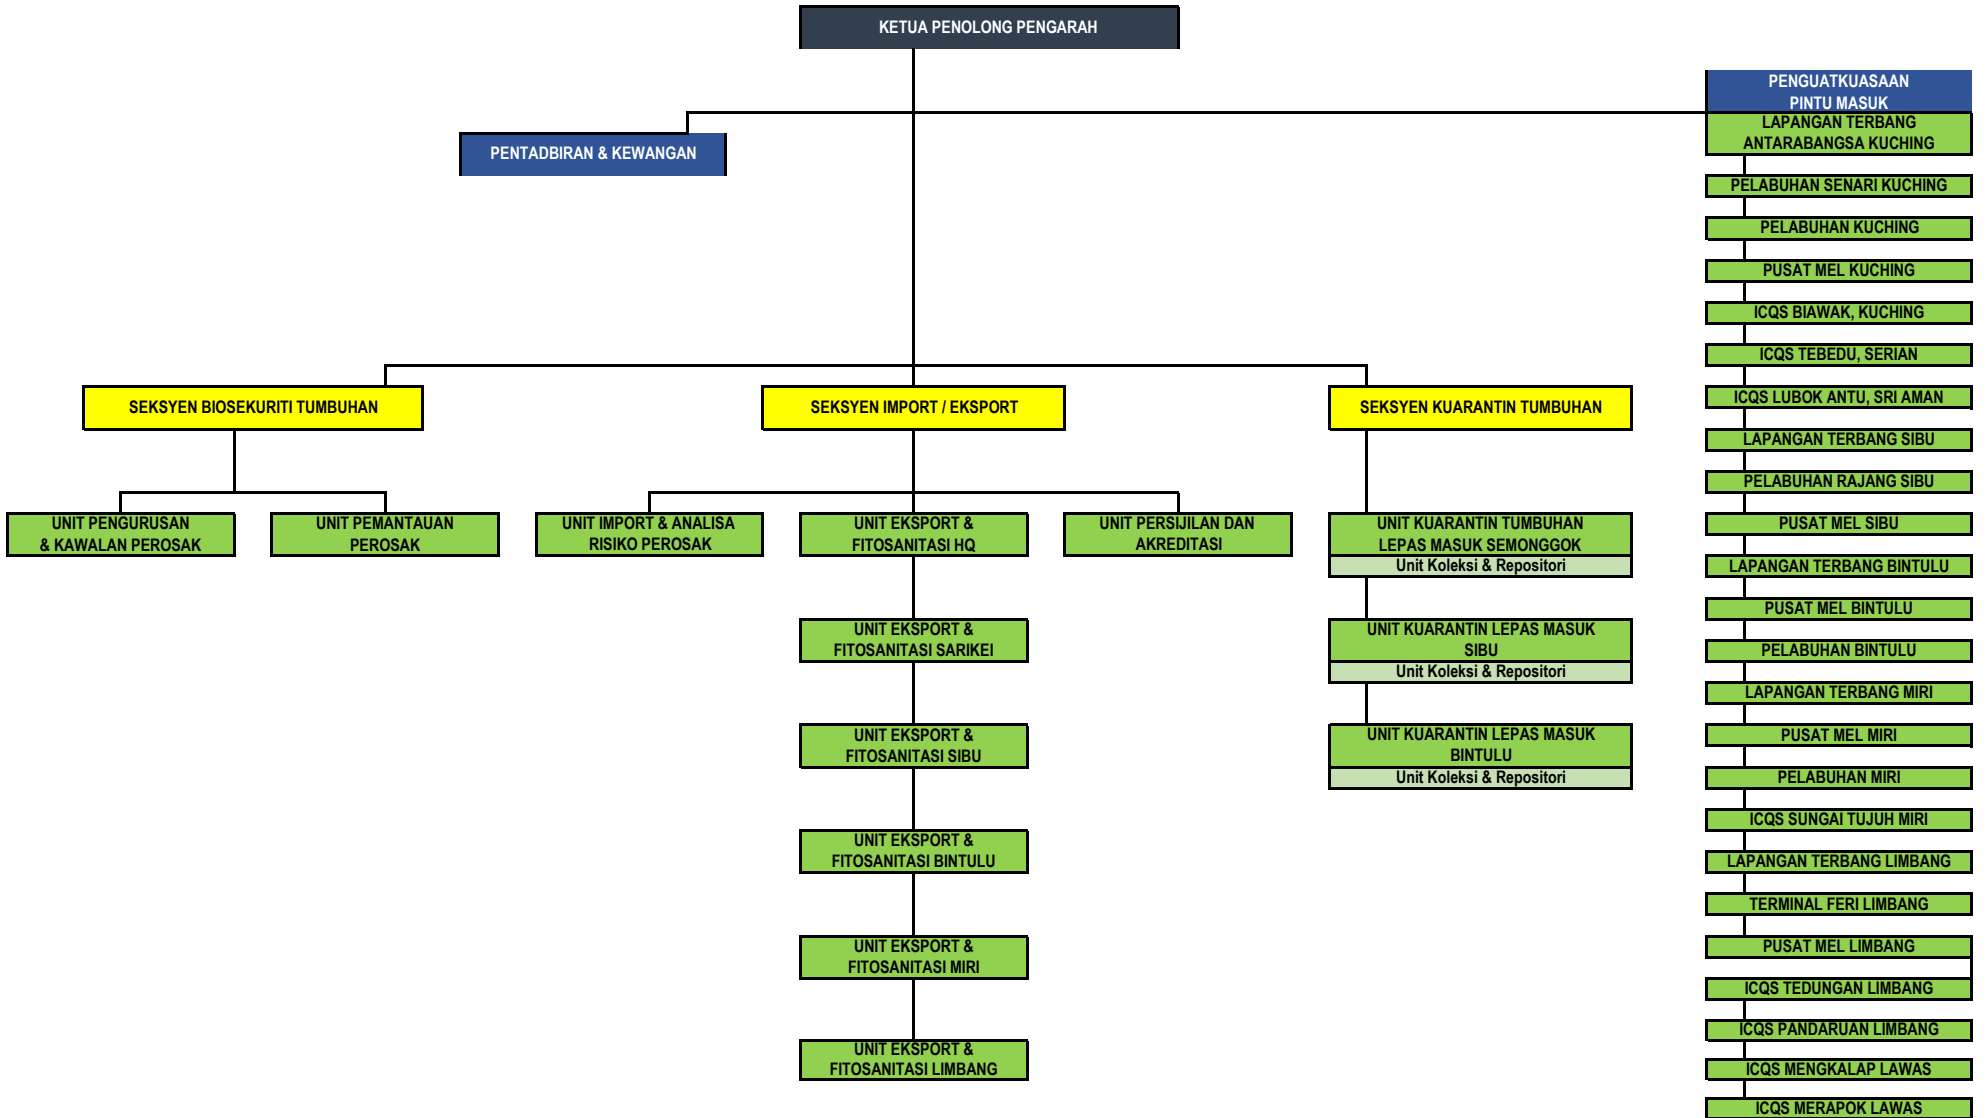 KETUA PENOLONG PENGARAH
PENTADBIRAN & KEWANGAN
SEKSYEN BIOSEKURITI TUMBUHAN
UNIT PENGURUSAN
& KAWALAN PEROSAK
UNIT PEMANTAUAN
PEROSAK
SEKSYEN IMPORT / EKSPORT
UNIT IMPORT & ANALISA
RISIKO PEROSAK
UNIT EKSPORT &
FITOSANITASI HQ
UNIT EKSPORT &
FITOSANITASI SARIKEI
UNIT EKSPORT &
FITOSANITASI SIBU
UNIT EKSPORT &
FITOSANITASI BINTULU
UNIT EKSPORT &
FITOSANITASI MIRI
UNIT EKSPORT &
FITOSANITASI LIMBANG
UNIT PERSIJILAN DAN
AKREDITASI
SEKSYEN KUARANTIN TUMBUHAN
UNIT KUARANTIN TUMBUHAN
LEPAS MASUK SEMONGGOK
Unit Koleksi & Repositori
UNIT KUARANTIN LEPAS MASUK
SIBU
Unit Koleksi & Repositori
UNIT KUARANTIN LEPAS MASUK
BINTULU
Unit Koleksi & Repositori
PENGUATKUASAAN
PINTU MASUK
LAPANGAN TERBANG
ANTARABANGSA KUCHING
PELABUHAN SENARI KUCHING
PELABUHAN KUCHING
PUSAT MEL KUCHING
ICQS BIAWAK, KUCHING
ICQS TEBEDU, SERIAN
ICQS LUBOK ANTU, SRI AMAN
LAPANGAN TERBANG SIBU
PELABUHAN RAJANG SIBU
PUSAT MEL SIBU
LAPANGAN TERBANG BINTULU
PUSAT MEL BINTULU
PELABUHAN BINTULU
LAPANGAN TERBANG MIRI
PUSAT MEL MIRI
PELABUHAN MIRI
ICQS SUNGAI TUJUH MIRI
LAPANGAN TERBANG LIMBANG
TERMINAL FERI LIMBANG
PUSAT MEL LIMBANG
ICQS TEDUNGAN LIMBANG
ICQS PANDARUAN LIMBANG
ICQS MENGKALAP LAWAS
ICQS MERAPOK LAWAS